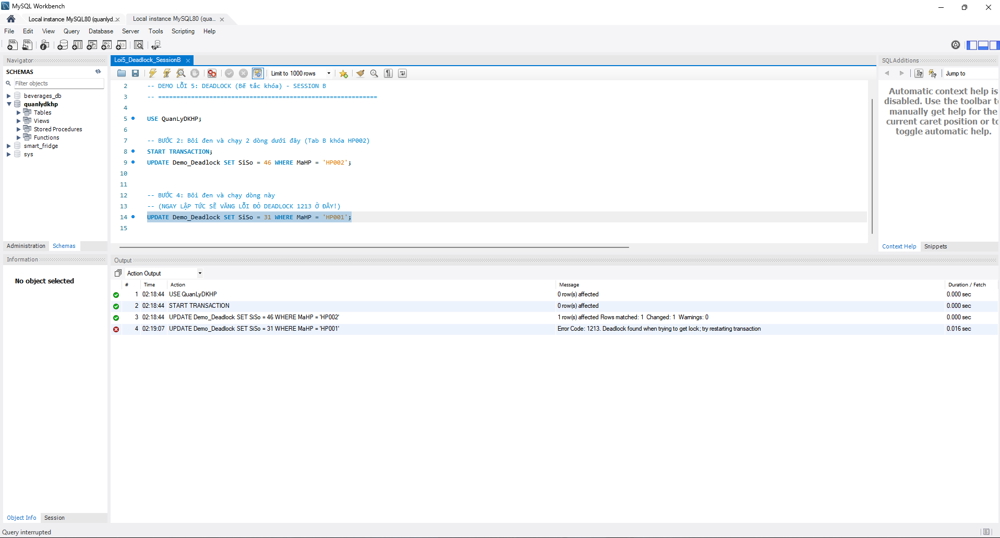 MySQL Workbench
Local instance MySQL80 (quanlyd...
Local instance MySQL80 (qua...
File Edit View Query Database Server Tools Scripting Help
Navigator
SCHEMAS
Filter objects
beverages_db
quanlydkhp
Tables
Views
Stored Procedures
Functions
smart_fridge
sys
Administration Schemas
Information
No object selected
Object Info Session
Query interrupted
Loi5_Deadlock_SessionB
Limit to 1000 rows
2 -- DEMO LỖI 5: DEADLOCK (Bế tắc khóa) - SESSION B
3 -- ============================================================
4
5 USE QuanLyDKHP;
6
7 -- BƯỚC 2: Bôi đen và chạy 2 dòng dưới đây (Tab B khóa HP002)
8 START TRANSACTION;
9 UPDATE Demo_Deadlock SET SiSo = 46 WHERE MaHP = 'HP002';
10
11
12 -- BƯỚC 4: Bôi đen và chạy dòng này
13 -- (NGAY LẬP TỨC SẼ VĂNG LỖI ĐỎ DEADLOCK 1213 Ở ĐÂY!)
14 UPDATE Demo_Deadlock SET SiSo = 31 WHERE MaHP = 'HP001';
15
SQLAdditions
Jump to
Automatic context help is
disabled. Use the toolbar to
manually get help for the
current caret position or to
toggle automatic help.
Context Help Snippets
Output
Action Output
# Time Action Message Duration / Fetch
1 02:18:44 USE QuanLyDKHP 0 row(s) affected 0.000 sec
2 02:18:44 START TRANSACTION 0 row(s) affected 0.000 sec
3 02:18:44 UPDATE Demo_Deadlock SET SiSo = 46 WHERE MaHP = 'HP002' 1 row(s) affected Rows matched: 1 Changed: 1 Warnings: 0 0.000 sec
4 02:19:07 UPDATE Demo_Deadlock SET SiSo = 31 WHERE MaHP = 'HP001' Error Code: 1213. Deadlock found when trying to get lock; try restarting transaction 0.016 sec